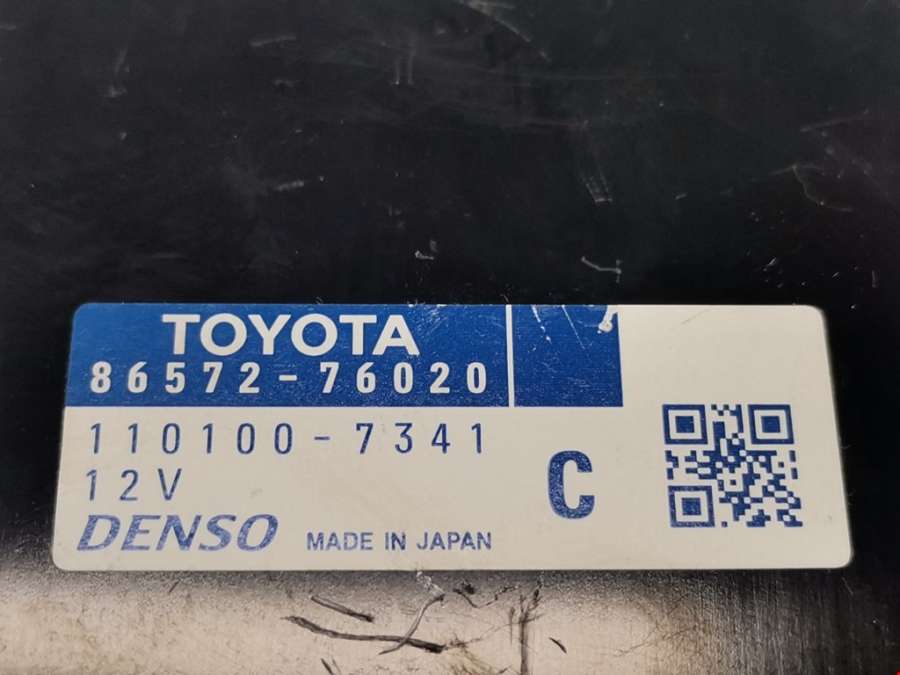 TOYOTA
86572-76020
110100-7341
12V
C
DENSO
MADE IN JAPAN